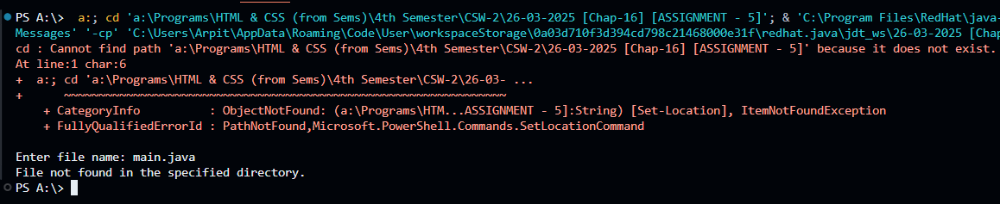 PS A:\> a:; cd 'a:\Programs\HTML & CSS (from Sems)\4th Semester\CSW-2\26-03-2025 [Chap-16] [ASSIGNMENT - 5]'; & 'C:\Program Files\RedHat\java-
Messages' '-cp' 'C:\Users\Arpit\AppData\Roaming\Code\User\workspaceStorage\0a03d710f3d394cd798c21468000e31f\redhat.java\jdt_ws\26-03-2025 [Chap
cd : Cannot find path 'a:\Programs\HTML & CSS (from Sems)\4th Semester\CSW-2\26-03-2025 [Chap-16] [ASSIGNMENT - 5]' because it does not exist.
At line:1 char:6
+  a:; cd 'a:\Programs\HTML & CSS (from Sems)\4th Semester\CSW-2\26-03- ...
+      ~~~~~~~~~~~~~~~~~~~~~~~~~~~~~~~~~~~~~~~~~~~~~~~~~~~~~~~~~~~~~~~~~
    + CategoryInfo          : ObjectNotFound: (a:\Programs\HTM...ASSIGNMENT - 5]:String) [Set-Location], ItemNotFoundException
    + FullyQualifiedErrorId : PathNotFound,Microsoft.PowerShell.Commands.SetLocationCommand
Enter file name: main.java
File not found in the specified directory.
PS A:\>